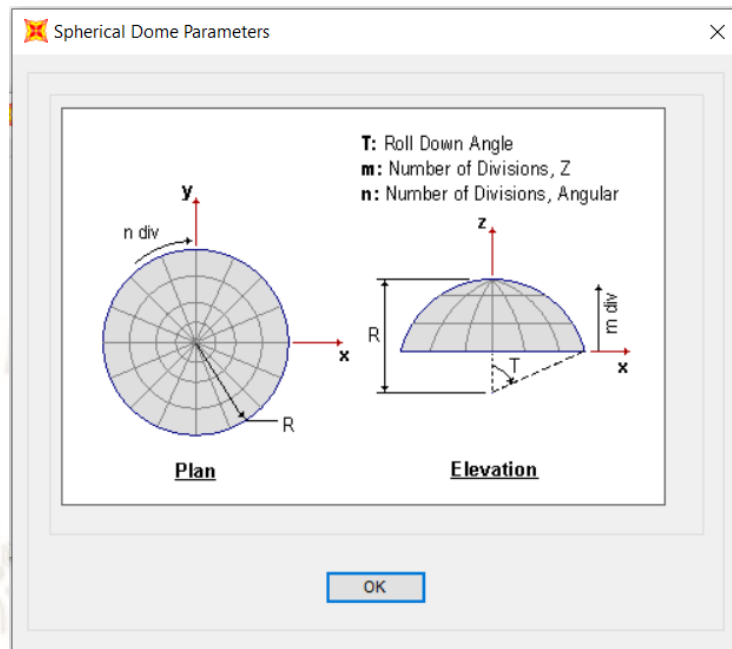 Spherical Dome Parameters
T: Roll Down Angle
m: Number of Divisions, Z
n: Number of Divisions, Angular
y
n div
x
R
Plan
z
R
T
m div
x
Elevation
OK